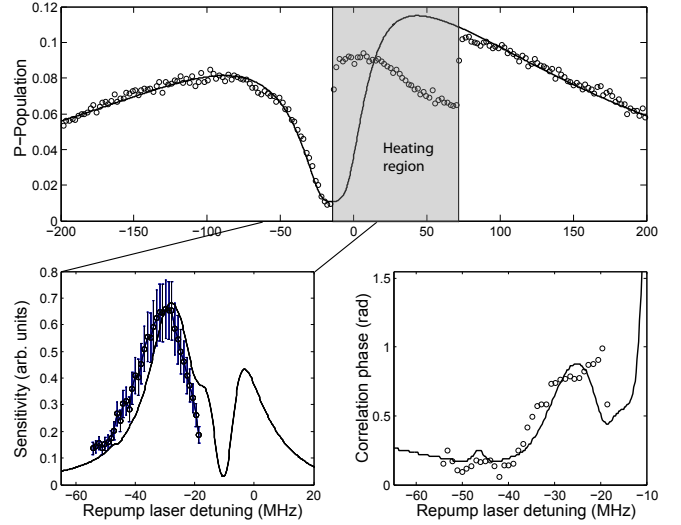 0.12
0.1
0.08
0.06
0.04
0.02
0
P−Population
Heating
region
−200 −150 −100 −50 0 50 100 150 200
0.8
0.7
0.6
0.5
0.4
0.3
0.2
0.1
0
Sensitivity (arb. units)
−60 −40 −20 0 20
Repump laser detuning (MHz)
1.5
1
0.5
0
Correlation phase (rad)
−60 −50 −40 −30 −20 −10
Repump laser detuning (MHz)